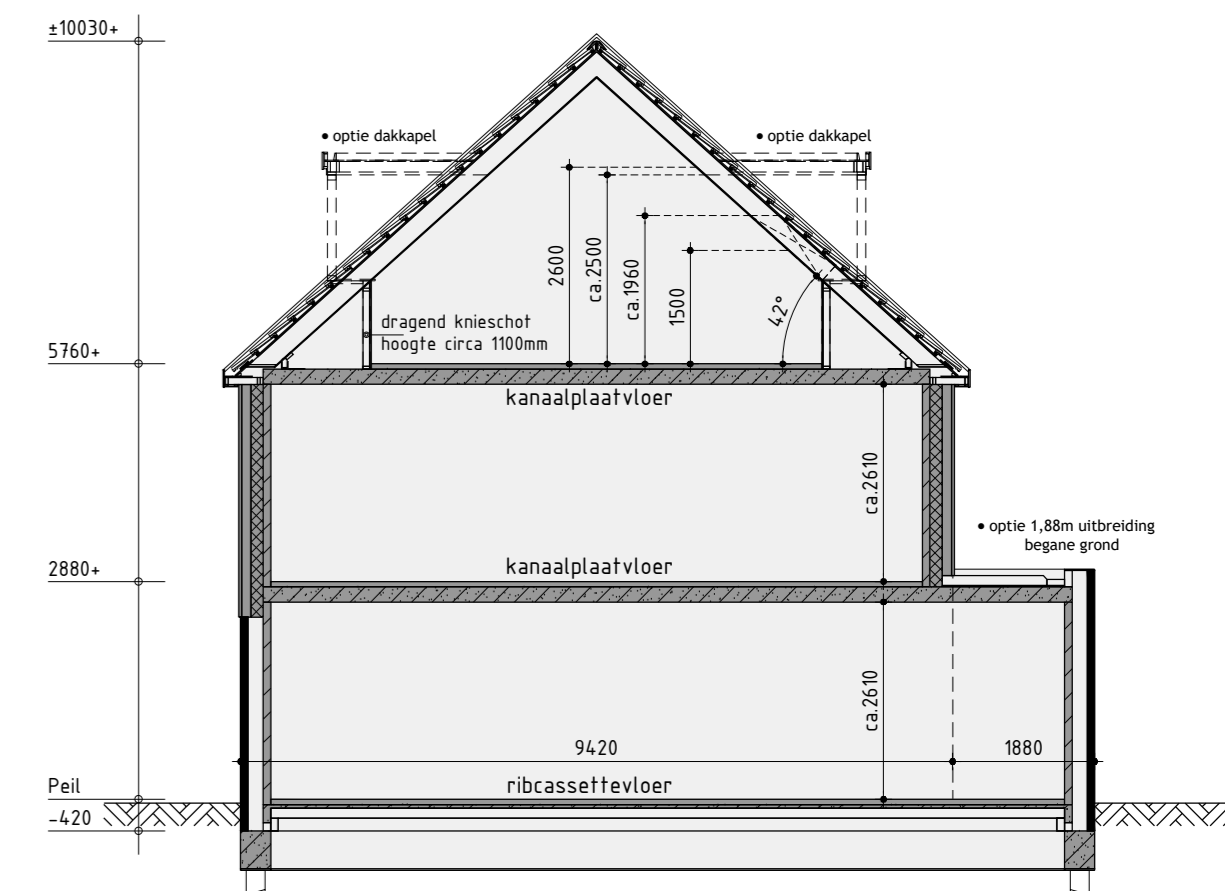 ±10030+
• optie dakkapel
• optie dakkapel
2600
ca.2500
ca.1960
1500
42°
dragend knieschot
hoogte circa 1100mm
5760+
kanaalplaatvloer
ca.2610
• optie 1,88m uitbreiding
begane grond
2880+
kanaalplaatvloer
ca.2610
9420
1880
Peil
ribcassettevloer
-420